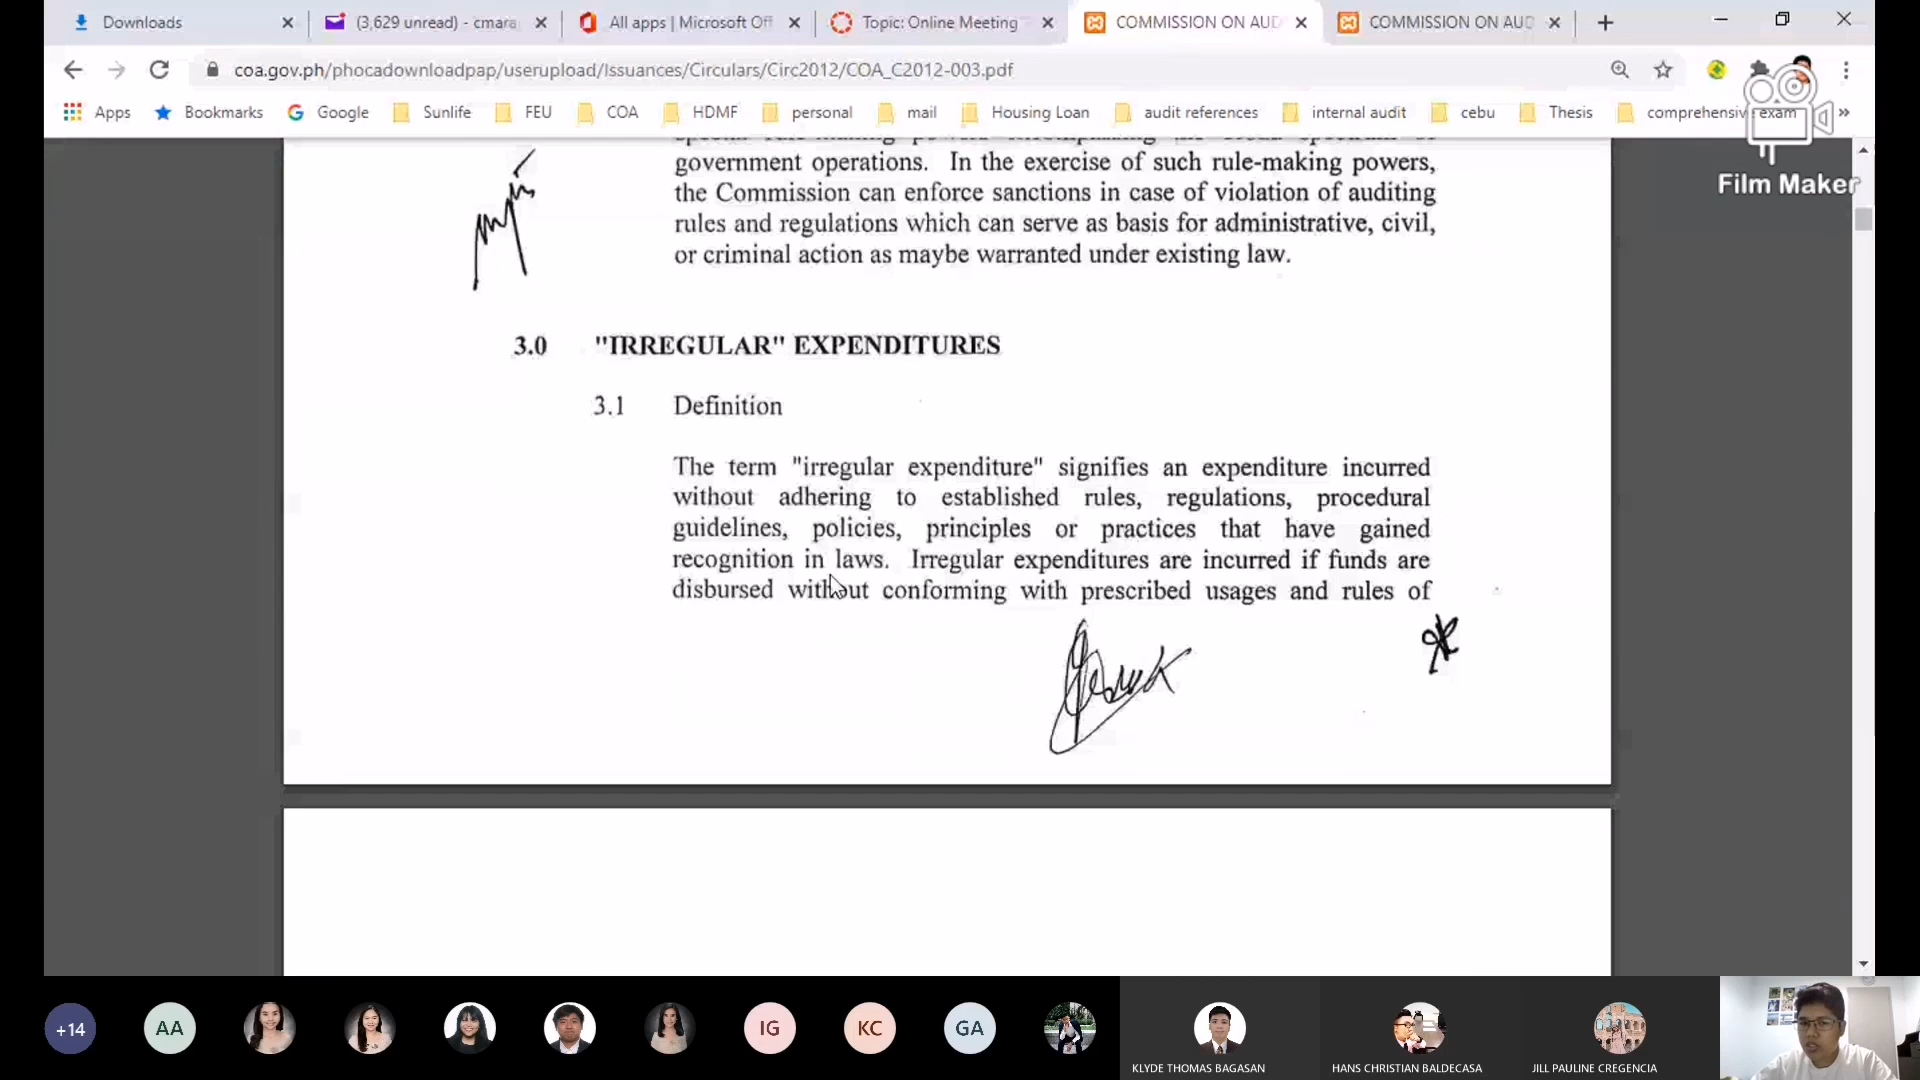 Downloads
(3,629 unread) - cmara
All apps | Microsoft Off
Topic: Online Meeting
COMMISSION ON AUD
COMMISSION ON AUD
coa.gov.ph/phocadownloadpap/userupload/Issuances/Circulars/Circ2012/COA_C2012-003.pdf
Apps
Bookmarks
Google
Sunlife
FEU
COA
HDMF
personal
mail
Housing Loan
audit references
internal audit
cebu
Thesis
comprehensive exam
Film Maker
government operations. In the exercise of such rule-making powers,
the Commission can enforce sanctions in case of violation of auditing
rules and regulations which can serve as basis for administrative, civil,
or criminal action as maybe warranted under existing law.
3.0 "IRREGULAR" EXPENDITURES
3.1 Definition
The term "irregular expenditure" signifies an expenditure incurred
without adhering to established rules, regulations, procedural
guidelines, policies, principles or practices that have gained
recognition in laws. Irregular expenditures are incurred if funds are
disbursed without conforming with prescribed usages and rules of
+14
AA
IG
KC
GA
KLYDE THOMAS BAGASAN
HANS CHRISTIAN BALDECASA
JILL PAULINE CREGENCIA